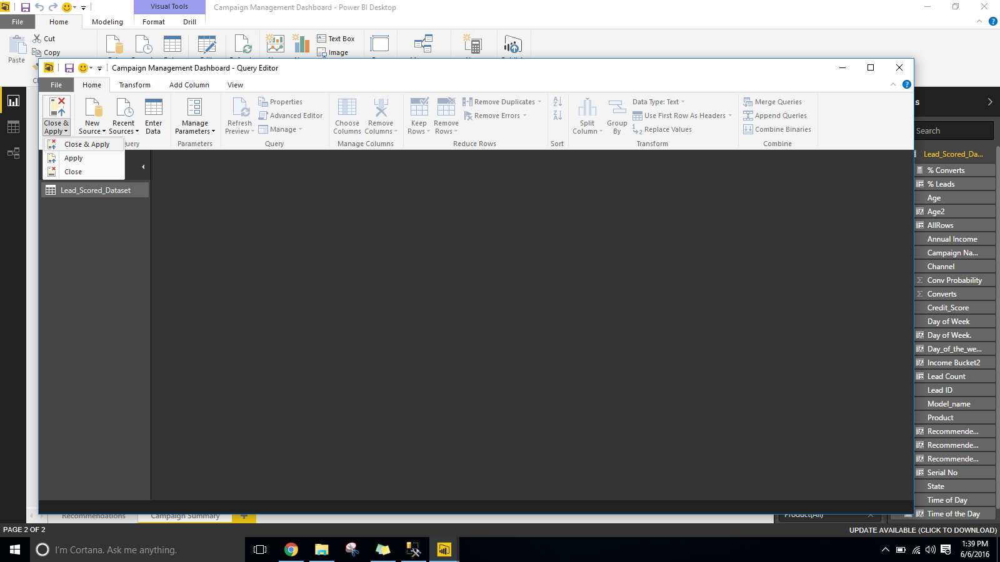 Visual Tools
Campaign Management Dashboard - Power BI Desktop
File
Home
Modeling
Format
Drill
Cut
Copy
Paste
Text Box
Image
Campaign Management Dashboard - Query Editor
File
Home
Transform
Add Column
View
Close & Apply
New Source
Recent Sources
Enter Data
Manage Parameters
Refresh Preview
Properties
Advanced Editor
Manage
Choose Columns
Remove Columns
Keep Rows
Remove Rows
Remove Duplicates
Remove Errors
Split Column
Group By
Data Type: Text
Use First Row As Headers
Replace Values
Merge Queries
Append Queries
Combine Binaries
Parameters
Query
Manage Columns
Reduce Rows
Sort
Transform
Combine
Close & Apply
Apply
Close
Lead_Scored_Dataset
Search
Lead_Scored_Da...
% Converts
% Leads
Age
Age2
AllRows
Annual Income
Campaign Na...
Channel
Conv Probability
Converts
Credit_Score
Day of Week
Day of Week.
Day_of_the_we...
Income Bucket2
Lead Count
Lead ID
Model_name
Product
Recommende...
Recommende...
Recommende...
Serial No
State
Time of Day
Time of the Day
Recommendations
Campaign Summary
Product(All)
PAGE 2 OF 2
UPDATE AVAILABLE (CLICK TO DOWNLOAD)
I'm Cortana. Ask me anything.
1:39 PM
6/6/2016